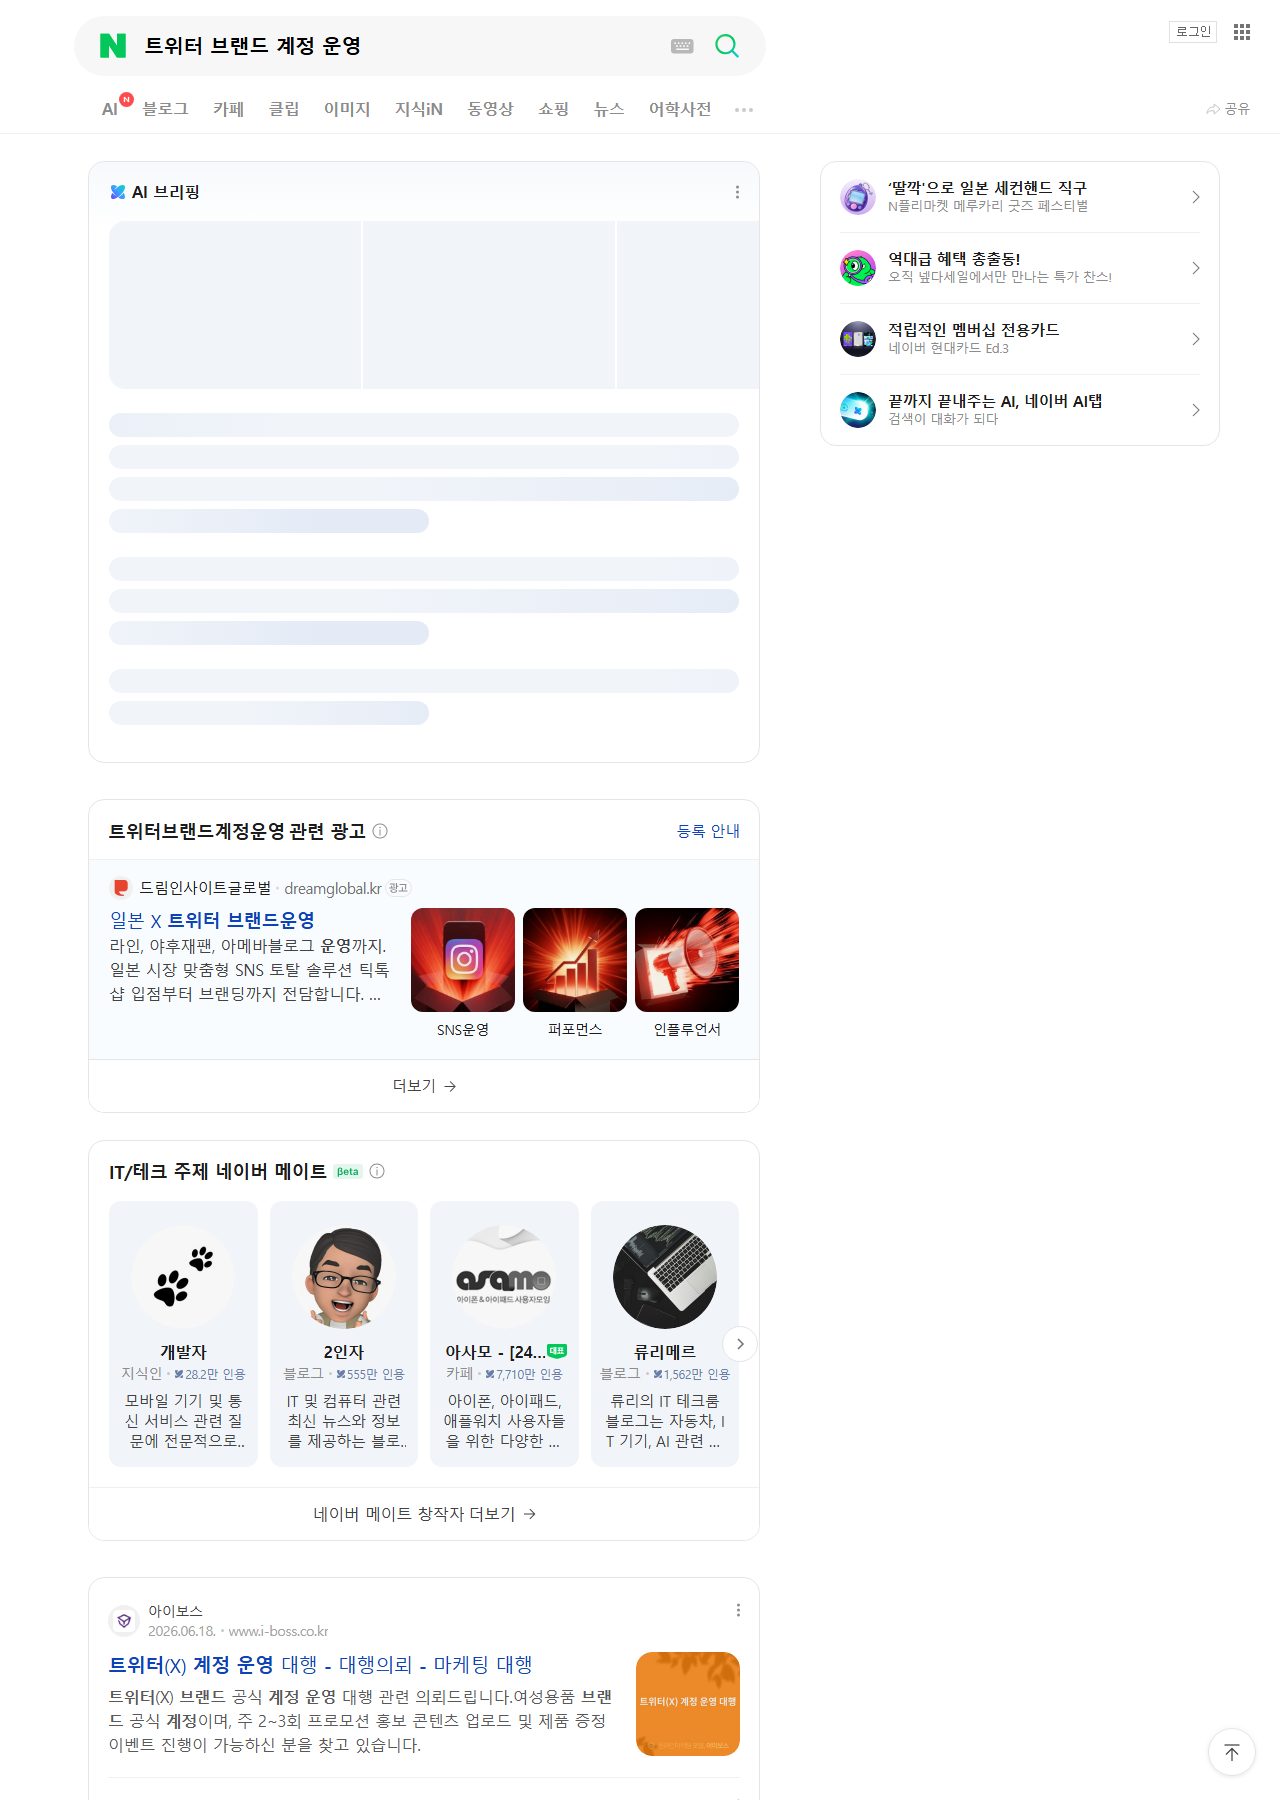 트위터 브랜드 계정 운영
로그인
AI N 블로그 카페 클립 이미지 지식iN 동영상 쇼핑 뉴스 어학사전
공유
AI 브리핑
'딸깍'으로 일본 세컨핸드 직구
N플리마켓 메루카리 굿즈 페스티벌
역대급 혜택 총출동!
오직 넾다세일에서만 만나는 특가 찬스!
적립적인 멤버십 전용카드
네이버 현대카드 Ed.3
끝까지 끝내주는 AI, 네이버 AI탭
검색이 대화가 되다
트위터브랜드계정운영 관련 광고
등록 안내
드림인사이트글로벌 · dreamglobal.kr 광고
일본 X 트위터 브랜드운영
라인, 야후재팬, 아메바블로그 운영까지.
일본 시장 맞춤형 SNS 토탈 솔루션 틱톡
샵 입점부터 브랜딩까지 전담합니다. ...
SNS운영
퍼포먼스
인플루언서
더보기
IT/테크 주제 네이버 메이트 βeta
개발자
지식인 · 28.2만 인용
모바일 기기 및 통
신 서비스 관련 질
문에 전문적으로..
2인자
블로그 · 555만 인용
IT 및 컴퓨터 관련
최신 뉴스와 정보
를 제공하는 블로..
asamo
아이폰 & 아이패드 사용자모임
아사모 - [24... 대표
카페 · 7,710만 인용
아이폰, 아이패드,
애플워치 사용자들
을 위한 다양한 ...
류리메르
블로그 · 1,562만 인용
류리의 IT 테크룸
블로그는 자동차, I
T 기기, AI 관련 ...
네이버 메이트 창작자 더보기
아이보스
2026.06.18. · www.i-boss.co.kr
트위터(X) 계정 운영 대행 - 대행의뢰 - 마케팅 대행
트위터(X) 브랜드 공식 계정 운영 대행 관련 의뢰드립니다.여성용품 브랜
드 공식 계정이며, 주 2~3회 프로모션 홍보 콘텐츠 업로드 및 제품 증정
이벤트 진행이 가능하신 분을 찾고 있습니다.
트위터(X) 계정 운영 대행